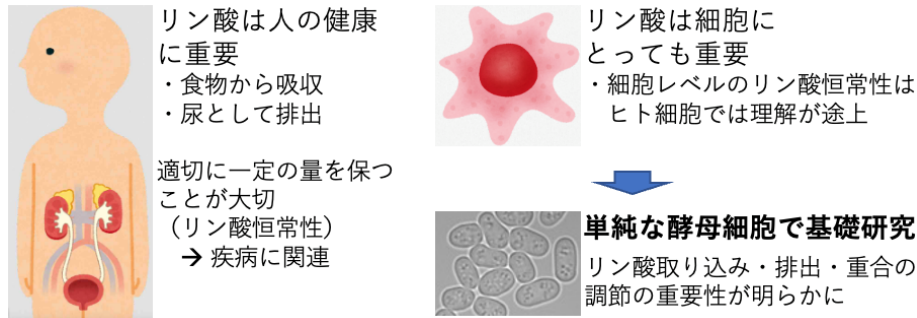 リン酸は人の健康
に重要
・食物から吸収
・尿として排出
適切に一定の量を保つ
ことが大切
（リン酸恒常性）
→ 疾病に関連
リン酸は細胞に
とっても重要
・細胞レベルのリン酸恒常性は
ヒト細胞では理解が途上
単純な酵母細胞で基礎研究
リン酸取り込み・排出・重合の
調節の重要性が明らかに